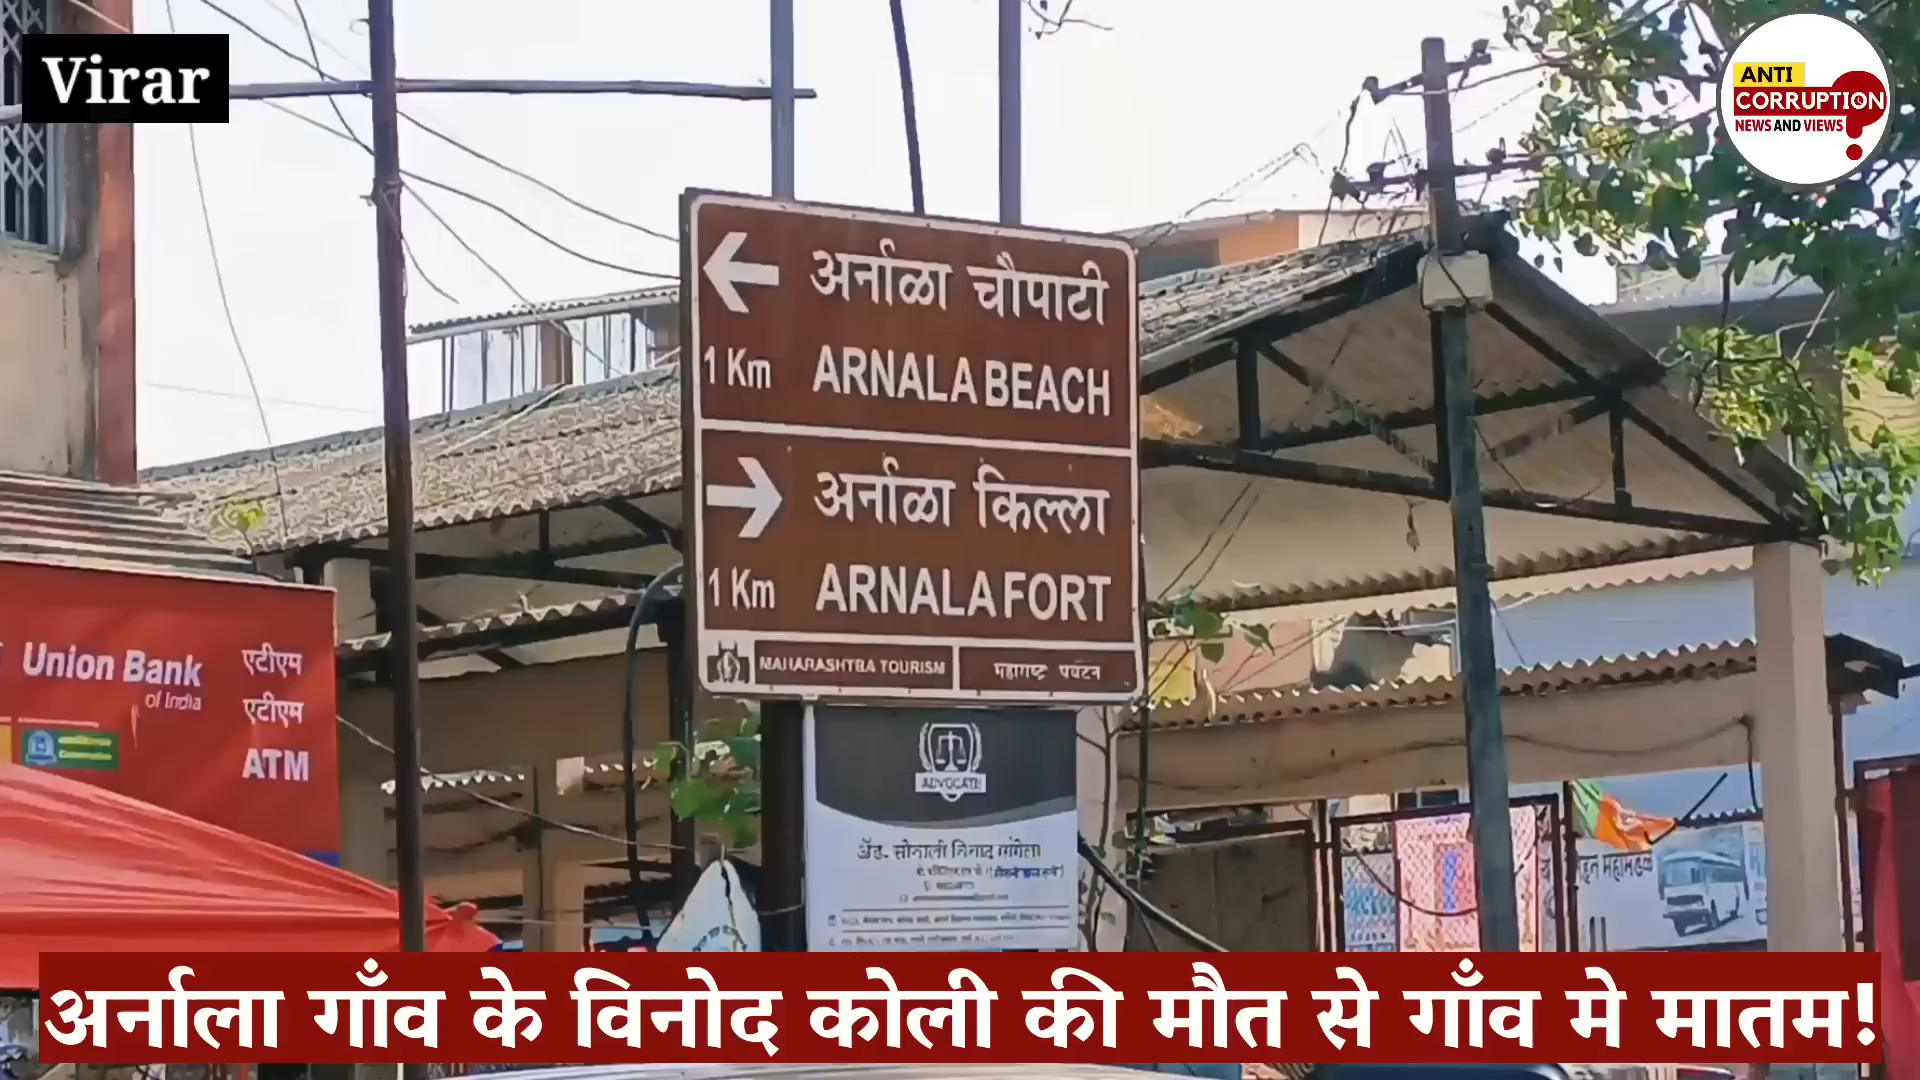 Virar
ANTI
CORRUPTION
NEWS AND VIEWS
अर्नाळा चौपाटी
1 Km ARNALA BEACH
अर्नाळा किल्ला
1 Km ARNALA FORT
MAHARASHTRA TOURISM महाराष्ट्र पर्यटन
Union Bank
of India
एटीएम
एटीएम
ATM
ADVOCATE
ॲड. सोनाली विनोद
अर्नाला गाँव के विनोद कोली की मौत से गाँव मे मातम!